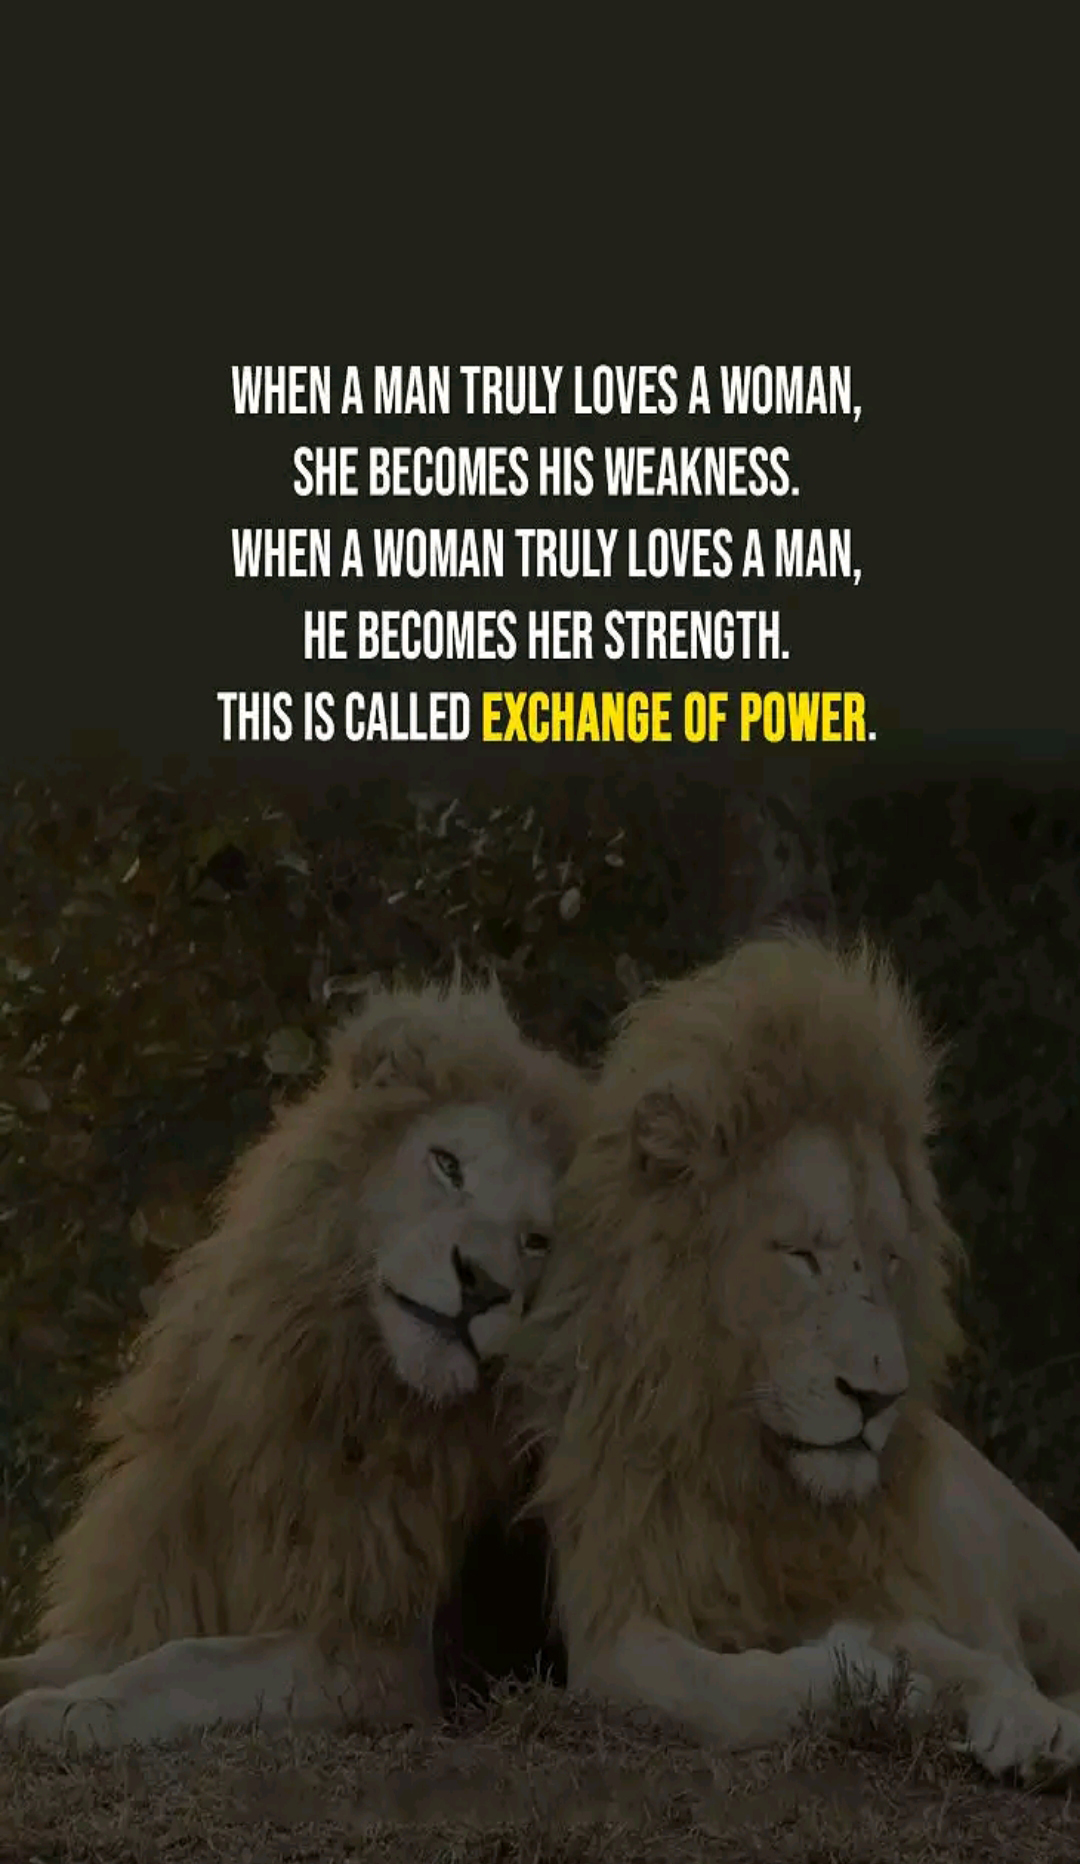 WHEN A MAN TRULY LOVES A WOMAN,
SHE BECOMES HIS WEAKNESS.
WHEN A WOMAN TRULY LOVES A MAN,
HE BECOMES HER STRENGTH.
THIS IS CALLED EXCHANGE OF POWER.